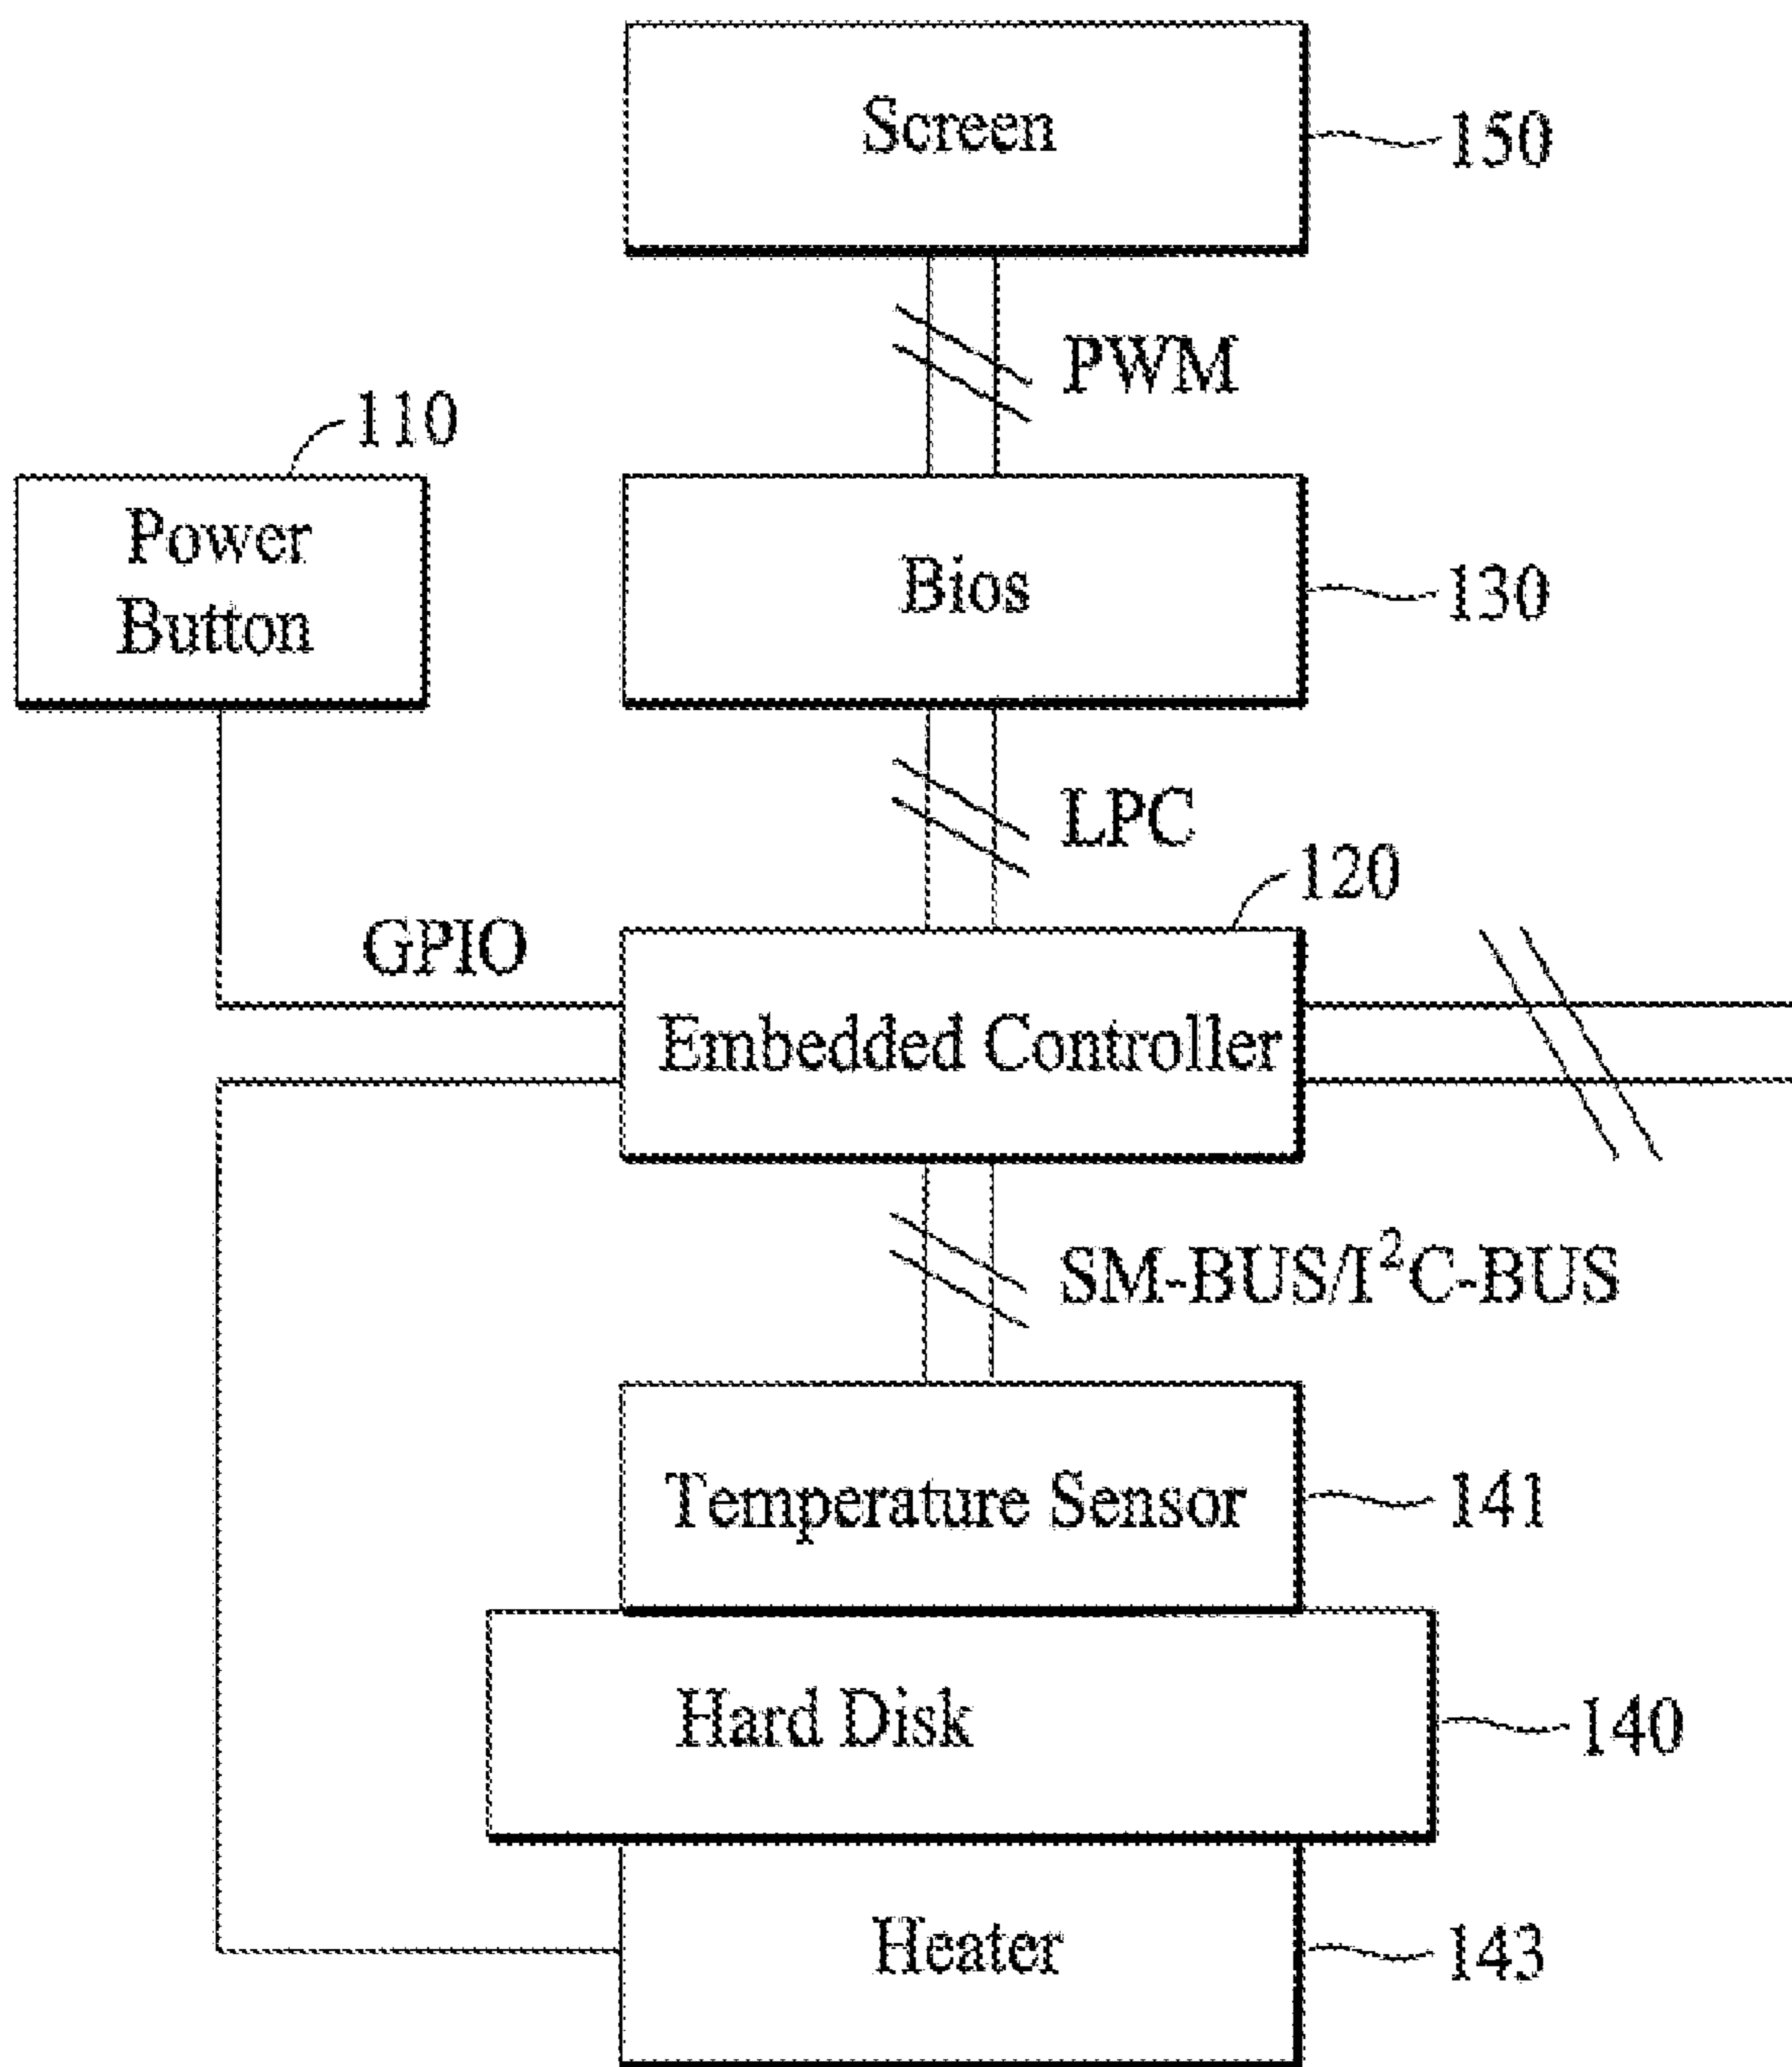 Screen
150
PWM
110
Power
Button
Bios
130
LPC
120
GPIO
Embedded Controller
SM-BUS/I²C-BUS
Temperature Sensor
141
Hard Disk
140
Heater
143